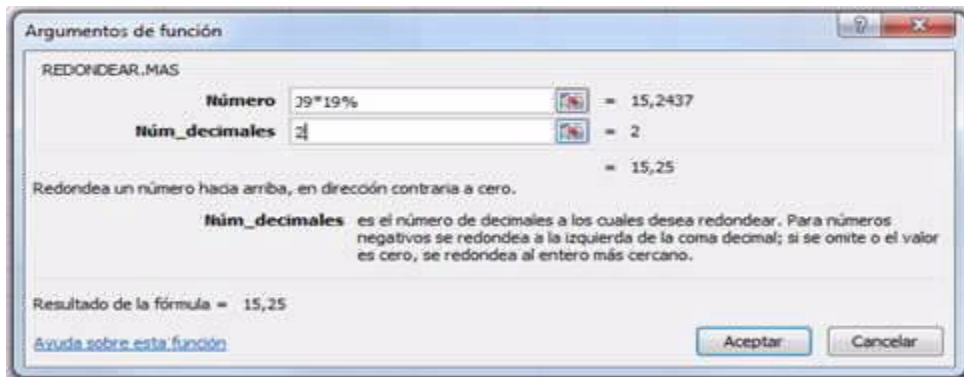 Argumentos de función
REDONDEAR.MAS
Número J9*19% = 15,2437
Núm_decimales 2 = 2
= 15,25
Redondea un número hacia arriba, en dirección contraria a cero.
Núm_decimales es el número de decimales a los cuales desea redondear. Para números
negativos se redondea a la izquierda de la coma decimal; si se omite o el valor
es cero, se redondea al entero más cercano.
Resultado de la fórmula = 15,25
Ayuda sobre esta función Aceptar Cancelar